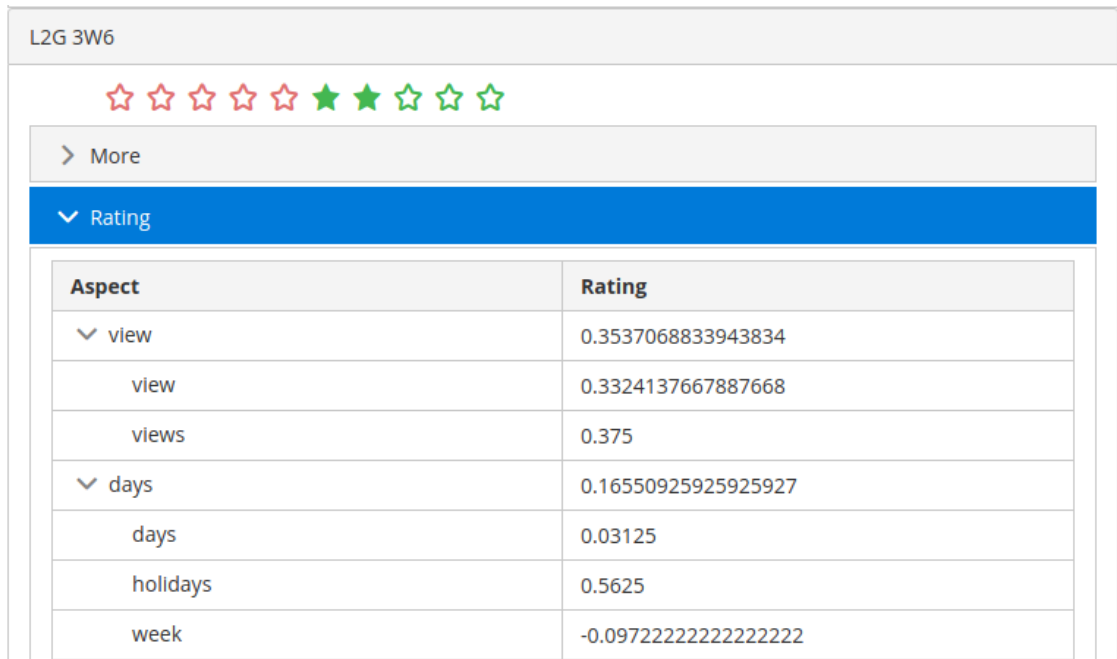 L2G 3W6
More
Rating
Aspect Rating
view 0.3537068833943834
view 0.3324137667887668
views 0.375
days 0.16550925925925927
days 0.03125
holidays 0.5625
week -0.09722222222222222